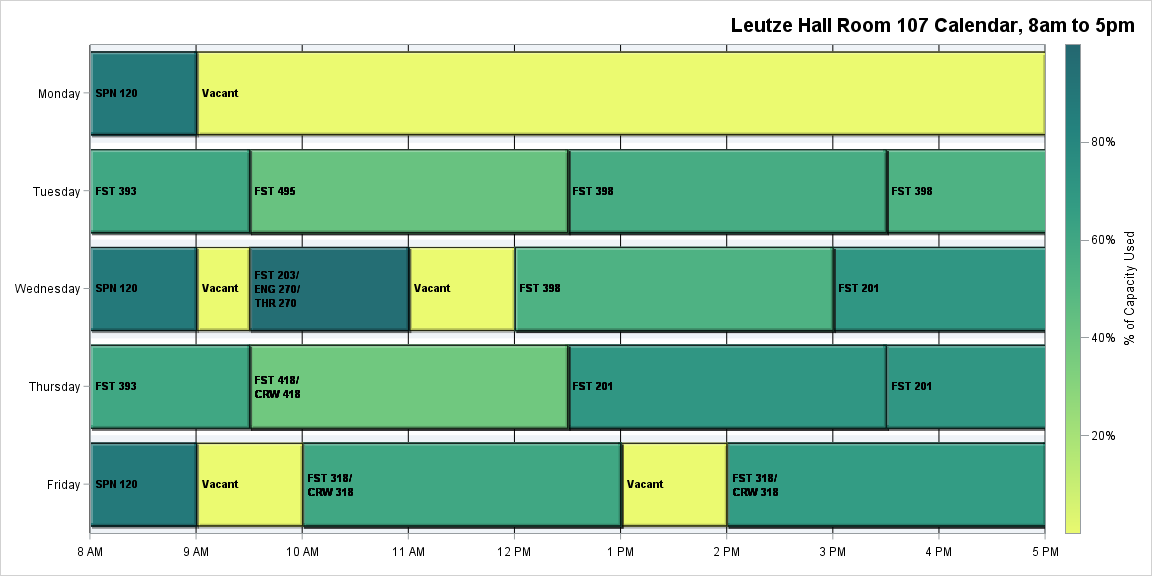 Leutze Hall Room 107 Calendar, 8am to 5pm
Monday
SPN 120
Vacant
Tuesday
FST 393
FST 495
FST 398
FST 398
Wednesday
SPN 120
Vacant
FST 203/
ENG 270/
THR 270
Vacant
FST 398
FST 201
Thursday
FST 393
FST 418/
CRW 418
FST 201
FST 201
Friday
SPN 120
Vacant
FST 318/
CRW 318
Vacant
FST 318/
CRW 318
8 AM
9 AM
10 AM
11 AM
12 PM
1 PM
2 PM
3 PM
4 PM
5 PM
80%
60%
40%
20%
% of Capacity Used